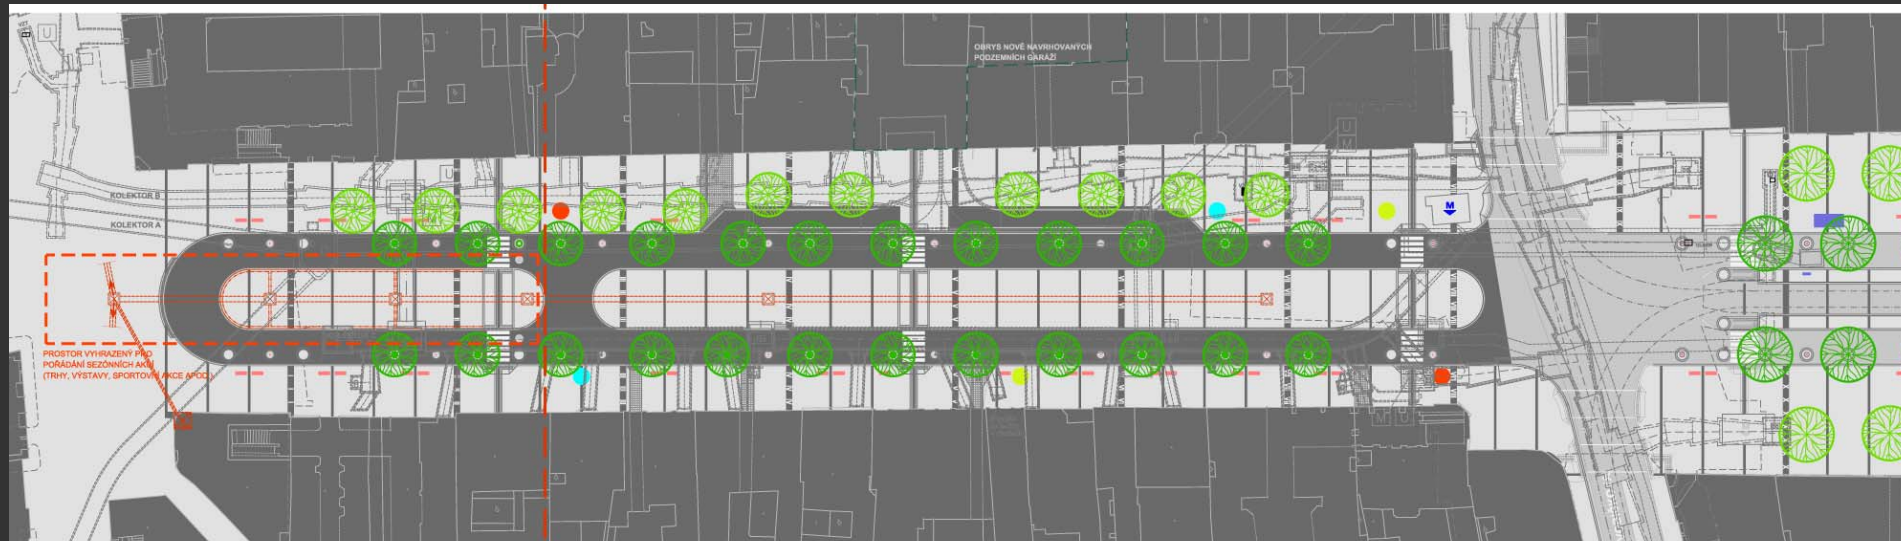 U
OBRYS NOVĚ NAVRHOVANÝCH
PODZEMNÍCH GARÁŽÍ
U
M
U
KOLEKTOR B
KOLEKTOR A
M
PROSTOR VYHRAZENÝ PRO
POŘÁDÁNÍ SEZÓNNÍCH AKCÍ
(TRHY, VÝSTAVY, SPORTOVNÍ AKCE APOD.)
M U